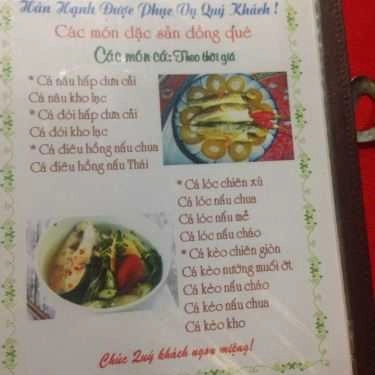 Hân Hạnh Được Phục Vụ Quý Khách !
Các món đặc sản đồng quê
Các món cá: Theo thời giá
* Cá nâu hấp dưa cải
Cá nâu kho lạc
* Cá đối hấp dưa cải
Cá đối kho lạc
* Cá điêu hồng nấu chua
Cá điêu hồng nấu Thái
* Cá lóc chiên xù
Cá lóc nấu chua
Cá lóc nấu mẻ
Cá lóc nấu cháo
* Cá kèo chiên giòn
Cá kèo nướng muối ớt
Cá kèo nấu cháo
Cá kèo nấu chua
Cá kèo kho
Chúc Quý khách ngon miệng!